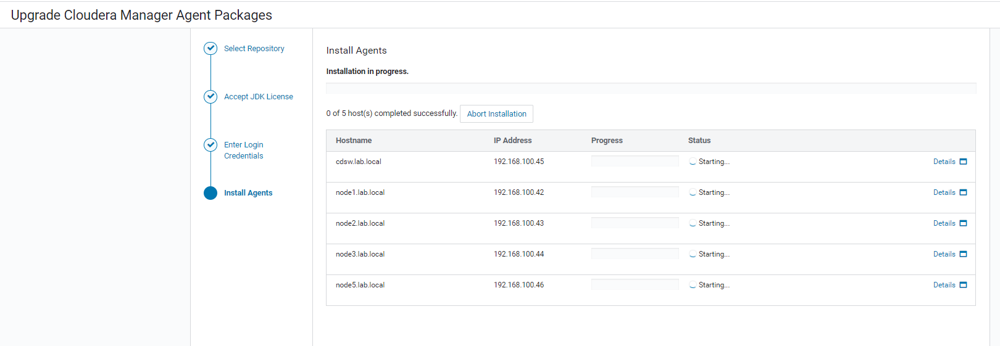 Upgrade Cloudera Manager Agent Packages
Select Repository
Accept JDK License
Enter Login
Credentials
Install Agents
Install Agents
Installation in progress.
0 of 5 host(s) completed successfully. Abort Installation
Hostname IP Address Progress Status
cdsw.lab.local 192.168.100.45 Starting... Details
node1.lab.local 192.168.100.42 Starting... Details
node2.lab.local 192.168.100.43 Starting... Details
node3.lab.local 192.168.100.44 Starting... Details
node5.lab.local 192.168.100.46 Starting... Details